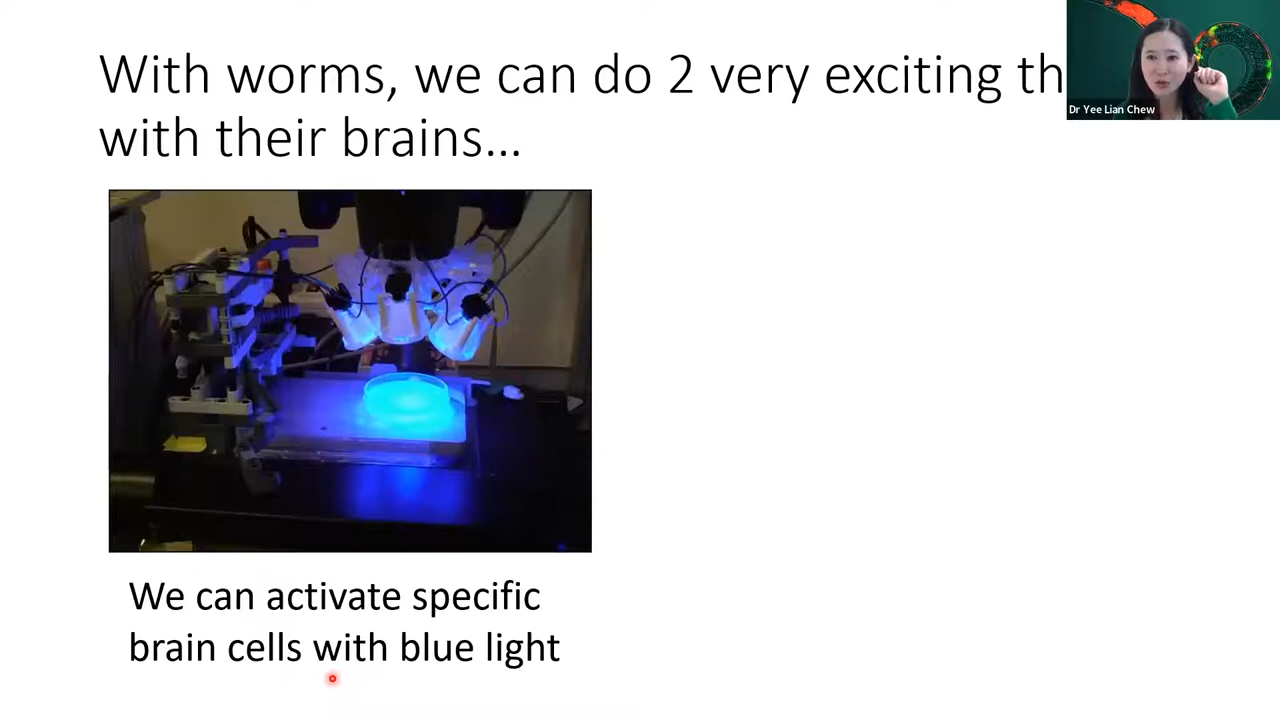 With worms, we can do 2 very exciting
with their brains...
Dr Yee Lian Chew
We can activate specific
brain cells with blue light